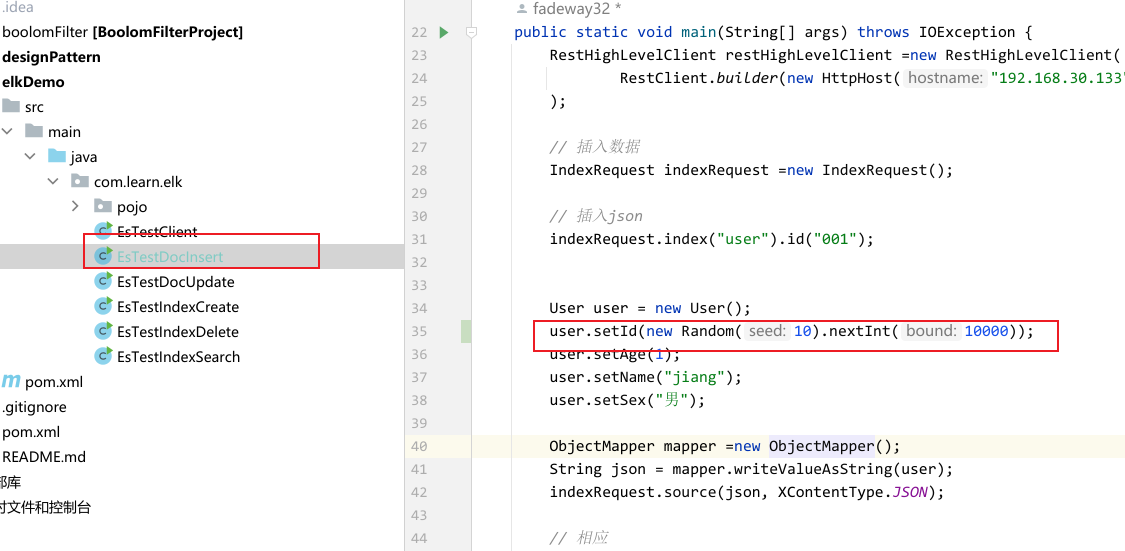 .idea
boolomFilter [BoolomFilterProject]
designPattern
elkDemo
src
main
java
com.learn.elk
pojo
EsTestClient
EsTestDocInsert
EsTestDocUpdate
EsTestIndexCreate
EsTestIndexDelete
EsTestIndexSearch
pom.xml
.gitignore
pom.xml
README.md
部库
时文件和控制台
fadeway32 *
22 public static void main(String[] args) throws IOException {
23 RestHighLevelClient restHighLevelClient =new RestHighLevelClient(
24 RestClient.builder(new HttpHost( hostname: "192.168.30.133"
25 );
26
27 // 插入数据
28 IndexRequest indexRequest =new IndexRequest();
29
30 // 插入json
31 indexRequest.index("user").id("001");
32
33
34 User user = new User();
35 user.setId(new Random( seed: 10).nextInt( bound: 10000));
36 user.setAge(1);
37 user.setName("jiang");
38 user.setSex("男");
39
40 ObjectMapper mapper =new ObjectMapper();
41 String json = mapper.writeValueAsString(user);
42 indexRequest.source(json, XContentType.JSON);
43
44 // 相应